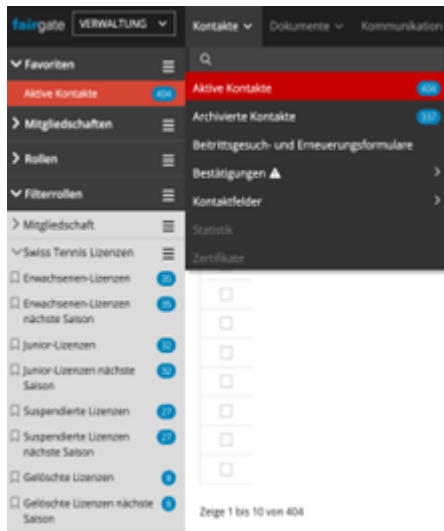 fairgate VERWALTUNG
Kontakte Dokumente Kommunikation
Favoriten
Aktive Kontakte 404
Mitgliedschaften
Rollen
Filterrollen
Mitgliedschaft
Swiss Tennis Lizenzen
Erwachsenen-Lizenzen 35
Erwachsenen-Lizenzen 35
nächste Saison
Junior-Lizenzen 32
Junior-Lizenzen nächste 32
Saison
Suspendierte Lizenzen 27
Suspendierte Lizenzen 27
nächste Saison
Gelöschte Lizenzen 8
Gelöschte Lizenzen nächste 8
Saison
Aktive Kontakte 404
Archivierte Kontakte 337
Beitrittsgesuch- und Erneuerungsformulare
Bestätigungen
Kontaktfelder
Statistik
Zertifikate
Zeige 1 bis 10 von 404